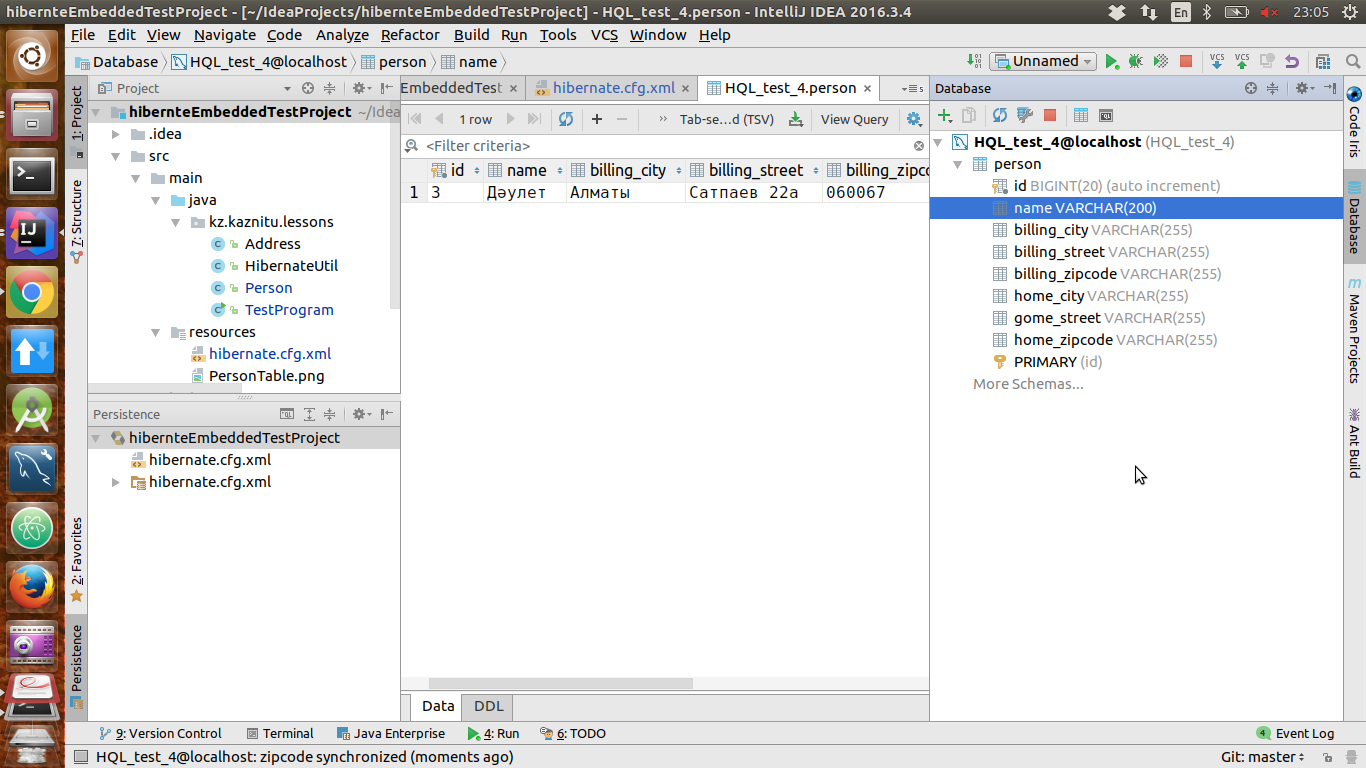 hibernteEmbeddedTestProject - [~/IdeaProjects/hibernteEmbeddedTestProject] - HQL_test_4.person - IntelliJ IDEA 2016.3.4
En
23:05
File Edit View Navigate Code Analyze Refactor Build Run Tools VCS Window Help
Database HQL_test_4@localhost person name
Unnamed
VCS VCS
1: Project
7: Structure
2: Favorites
Persistence
Project
hibernteEmbeddedTestProject ~/Idea
.idea
src
main
java
kz.kaznitu.lessons
Address
HibernateUtil
Person
TestProgram
resources
hibernate.cfg.xml
PersonTable.png
Persistence
hibernteEmbeddedTestProject
hibernate.cfg.xml
hibernate.cfg.xml
EmbeddedTest hibernate.cfg.xml HQL_test_4.person
1 row Tab-se...d (TSV) View Query
<Filter criteria>
id name billing_city billing_street billing_zipco
1 3 Дәулет Алматы Сатпаев 22а 060067
Data DDL
Database
HQL_test_4@localhost (HQL_test_4)
person
id BIGINT(20) (auto increment)
name VARCHAR(200)
billing_city VARCHAR(255)
billing_street VARCHAR(255)
billing_zipcode VARCHAR(255)
home_city VARCHAR(255)
gome_street VARCHAR(255)
home_zipcode VARCHAR(255)
PRIMARY (id)
More Schemas...
Code Iris
Database
Maven Projects
Ant Build
9: Version Control Terminal Java Enterprise 4: Run 6: TODO
4 Event Log
HQL_test_4@localhost: zipcode synchronized (moments ago)
Git: master